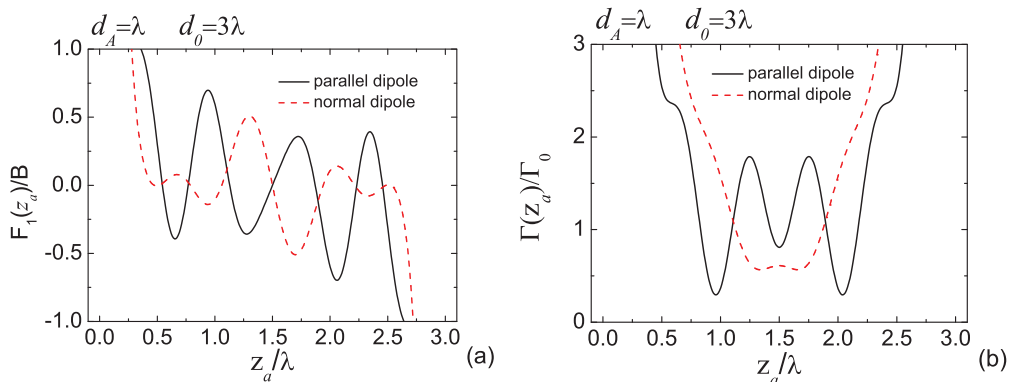 d_A=λ d_0=3λ
1.0
0.5
0.0
-0.5
-1.0
F_1(z_a)/B
parallel dipole
normal dipole
0.0 0.5 1.0 1.5 2.0 2.5 3.0
z_a/λ
(a)
d_A=λ d_0=3λ
3
2
1
0
Γ(z_a)/Γ_0
parallel dipole
normal dipole
0.0 0.5 1.0 1.5 2.0 2.5 3.0
z_a/λ
(b)